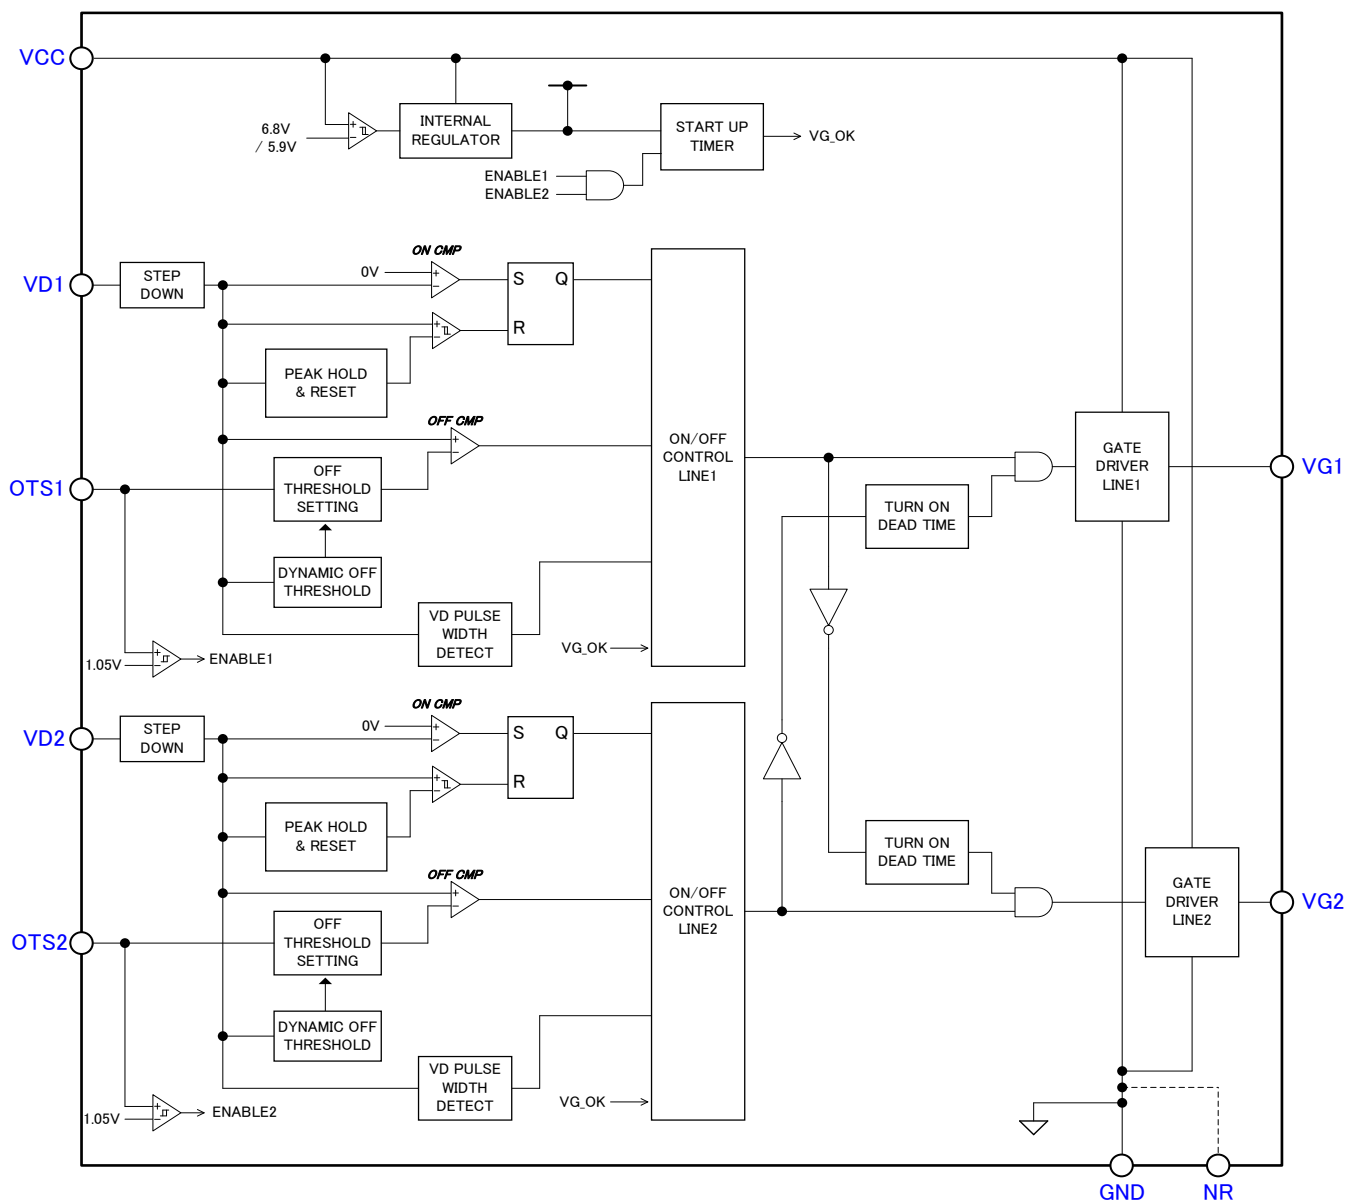 VCC
6.8V
/ 5.9V
INTERNAL
REGULATOR
START UP
TIMER
VG_OK
ENABLE1
ENABLE2
VD1
STEP
DOWN
ON CMP
0V
S
Q
R
PEAK HOLD
& RESET
OFF CMP
OTS1
OFF
THRESHOLD
SETTING
DYNAMIC OFF
THRESHOLD
VD PULSE
WIDTH
DETECT
VG_OK
1.05V
ENABLE1
ON/OFF
CONTROL
LINE1
TURN ON
DEAD TIME
GATE
DRIVER
LINE1
VG1
VD2
STEP
DOWN
ON CMP
0V
S
Q
R
PEAK HOLD
& RESET
OFF CMP
OTS2
OFF
THRESHOLD
SETTING
DYNAMIC OFF
THRESHOLD
VD PULSE
WIDTH
DETECT
VG_OK
1.05V
ENABLE2
ON/OFF
CONTROL
LINE2
TURN ON
DEAD TIME
GATE
DRIVER
LINE2
VG2
GND
NR